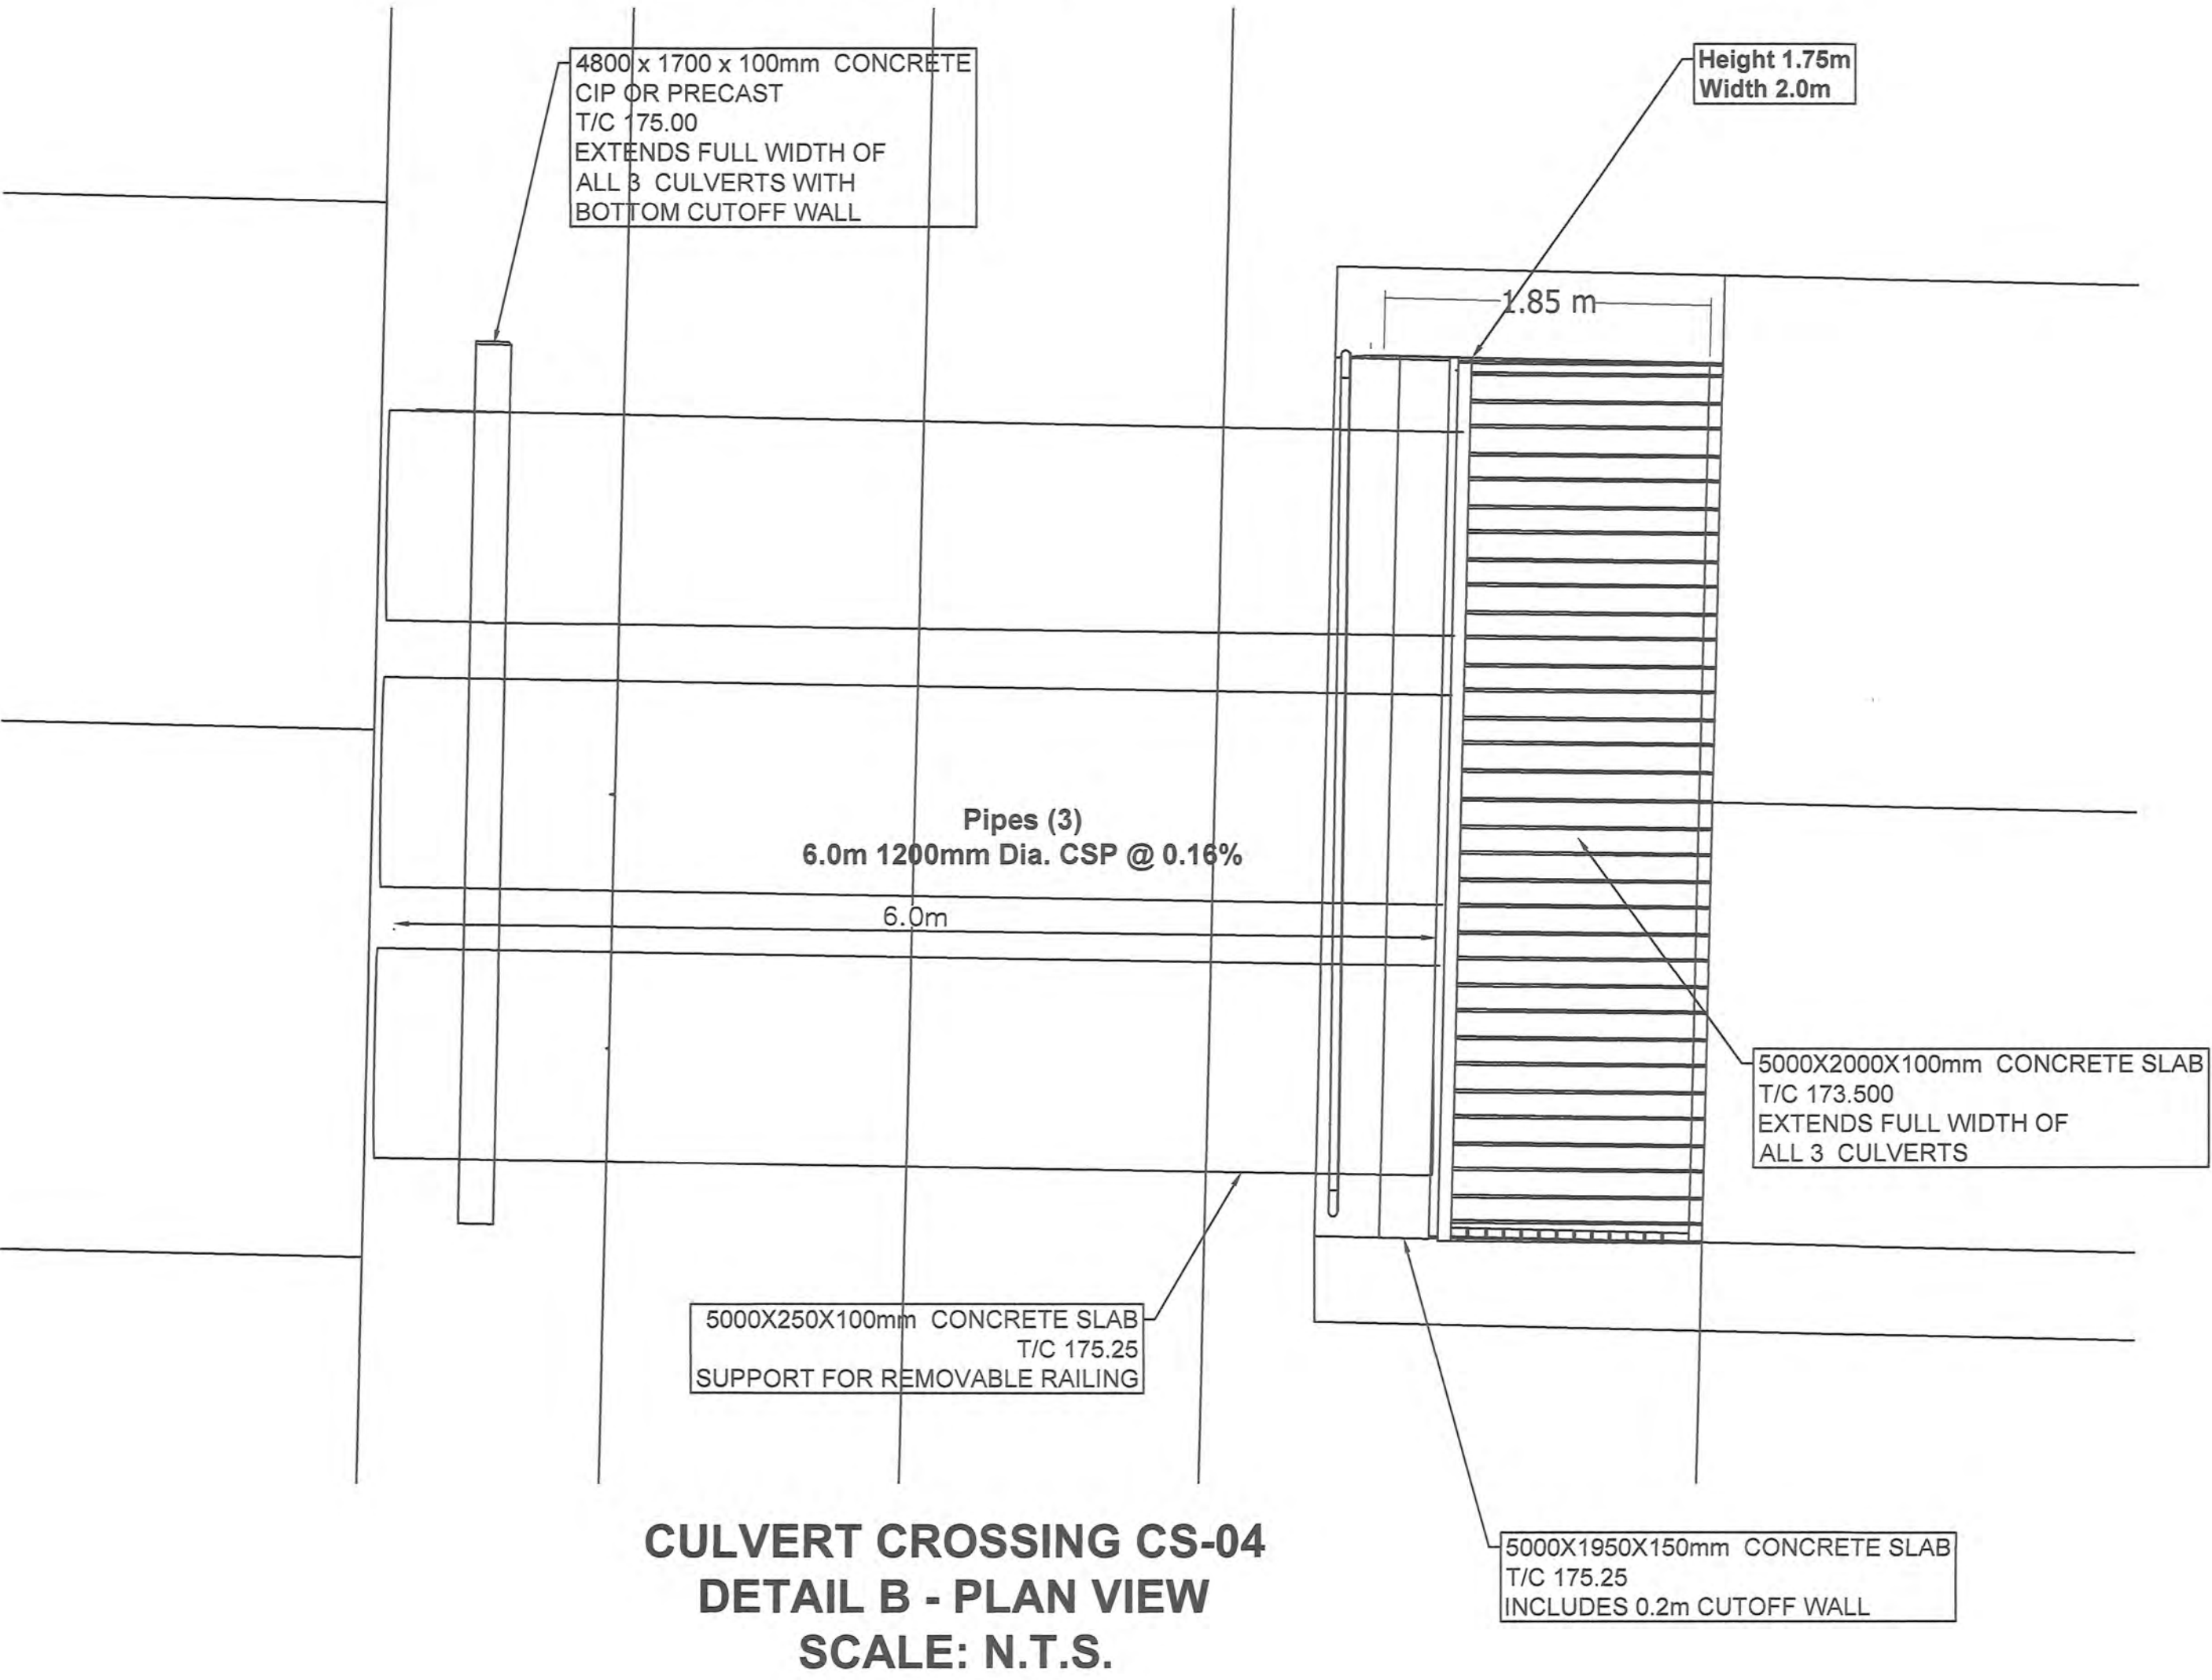 4800 x 1700 x 100mm CONCRETE
CIP OR PRECAST
T/C 175.00
EXTENDS FULL WIDTH OF
ALL 3 CULVERTS WITH
BOTTOM CUTOFF WALL
Height 1.75m
Width 2.0m
1.85 m
Pipes (3)
6.0m 1200mm Dia. CSP @ 0.16%
6.0m
5000X2000X100mm CONCRETE SLAB
T/C 173.500
EXTENDS FULL WIDTH OF
ALL 3 CULVERTS
5000X250X100mm CONCRETE SLAB
T/C 175.25
SUPPORT FOR REMOVABLE RAILING
5000X1950X150mm CONCRETE SLAB
T/C 175.25
INCLUDES 0.2m CUTOFF WALL
CULVERT CROSSING CS-04
DETAIL B - PLAN VIEW
SCALE: N.T.S.